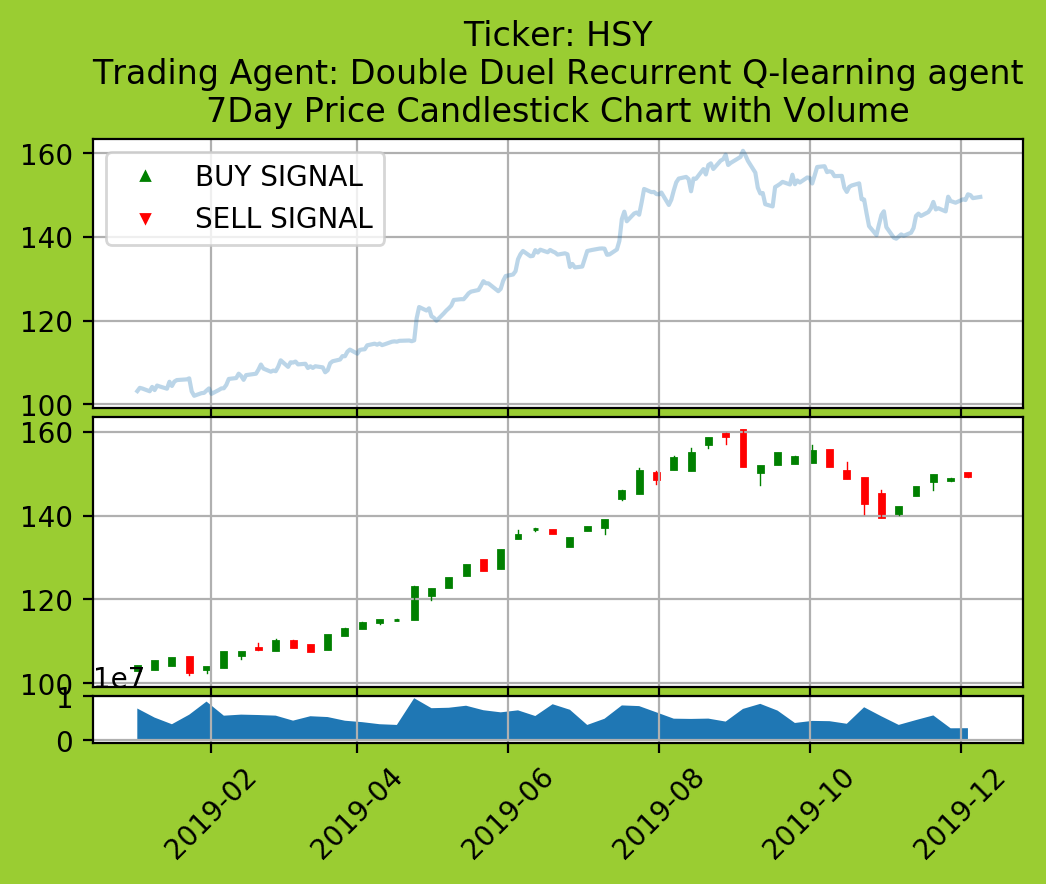 Ticker: HSY
Trading Agent: Double Duel Recurrent Q-learning agent
7Day Price Candlestick Chart with Volume
160
140
120
100
BUY SIGNAL
SELL SIGNAL
160
140
120
100
1e7
1
0
2019-02
2019-04
2019-06
2019-08
2019-10
2019-12